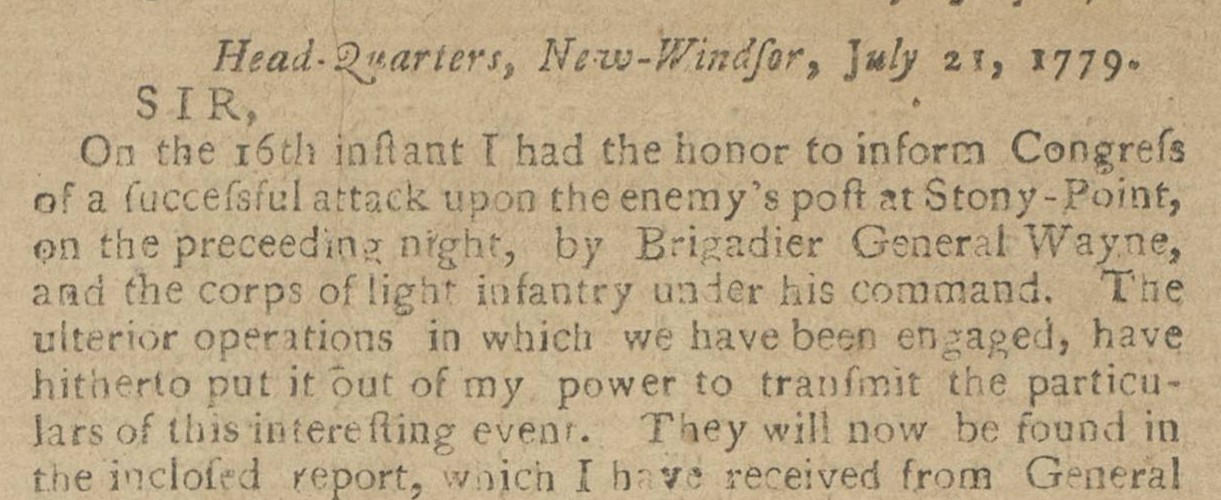 Head-Quarters, New-Windſor, July 21, 1779.
SIR,
On the 16th inſtant I had the honor to inform Congreſs
of a ſucceſsful attack upon the enemy's poſt at Stony-Point,
on the preceeding night, by Brigadier General Wayne,
and the corps of light infantry under his command. The
ulterior operations in which we have been engaged, have
hitherto put it out of my power to tranſmit the particu-
lars of this intereſting event. They will now be found in
the incloſed report, which I have received from General